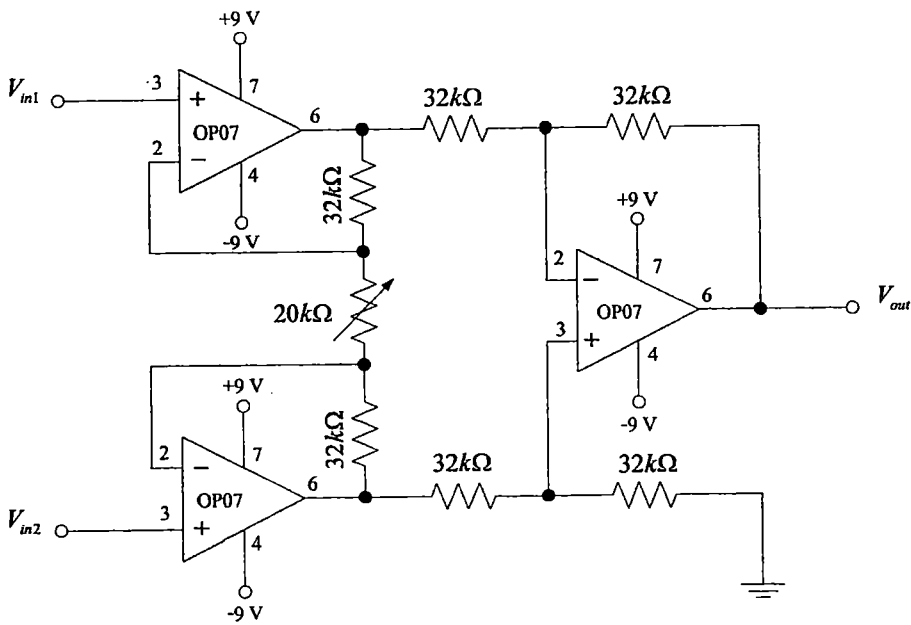 +9 V
V_in1
3
+
7
OP07
6
2
−
4
-9 V
32kΩ
32kΩ
32kΩ
+9 V
2
−
7
OP07
6
V_out
3
+
4
-9 V
20kΩ
+9 V
32kΩ
2
−
7
OP07
6
32kΩ
32kΩ
V_in2
3
+
4
-9 V